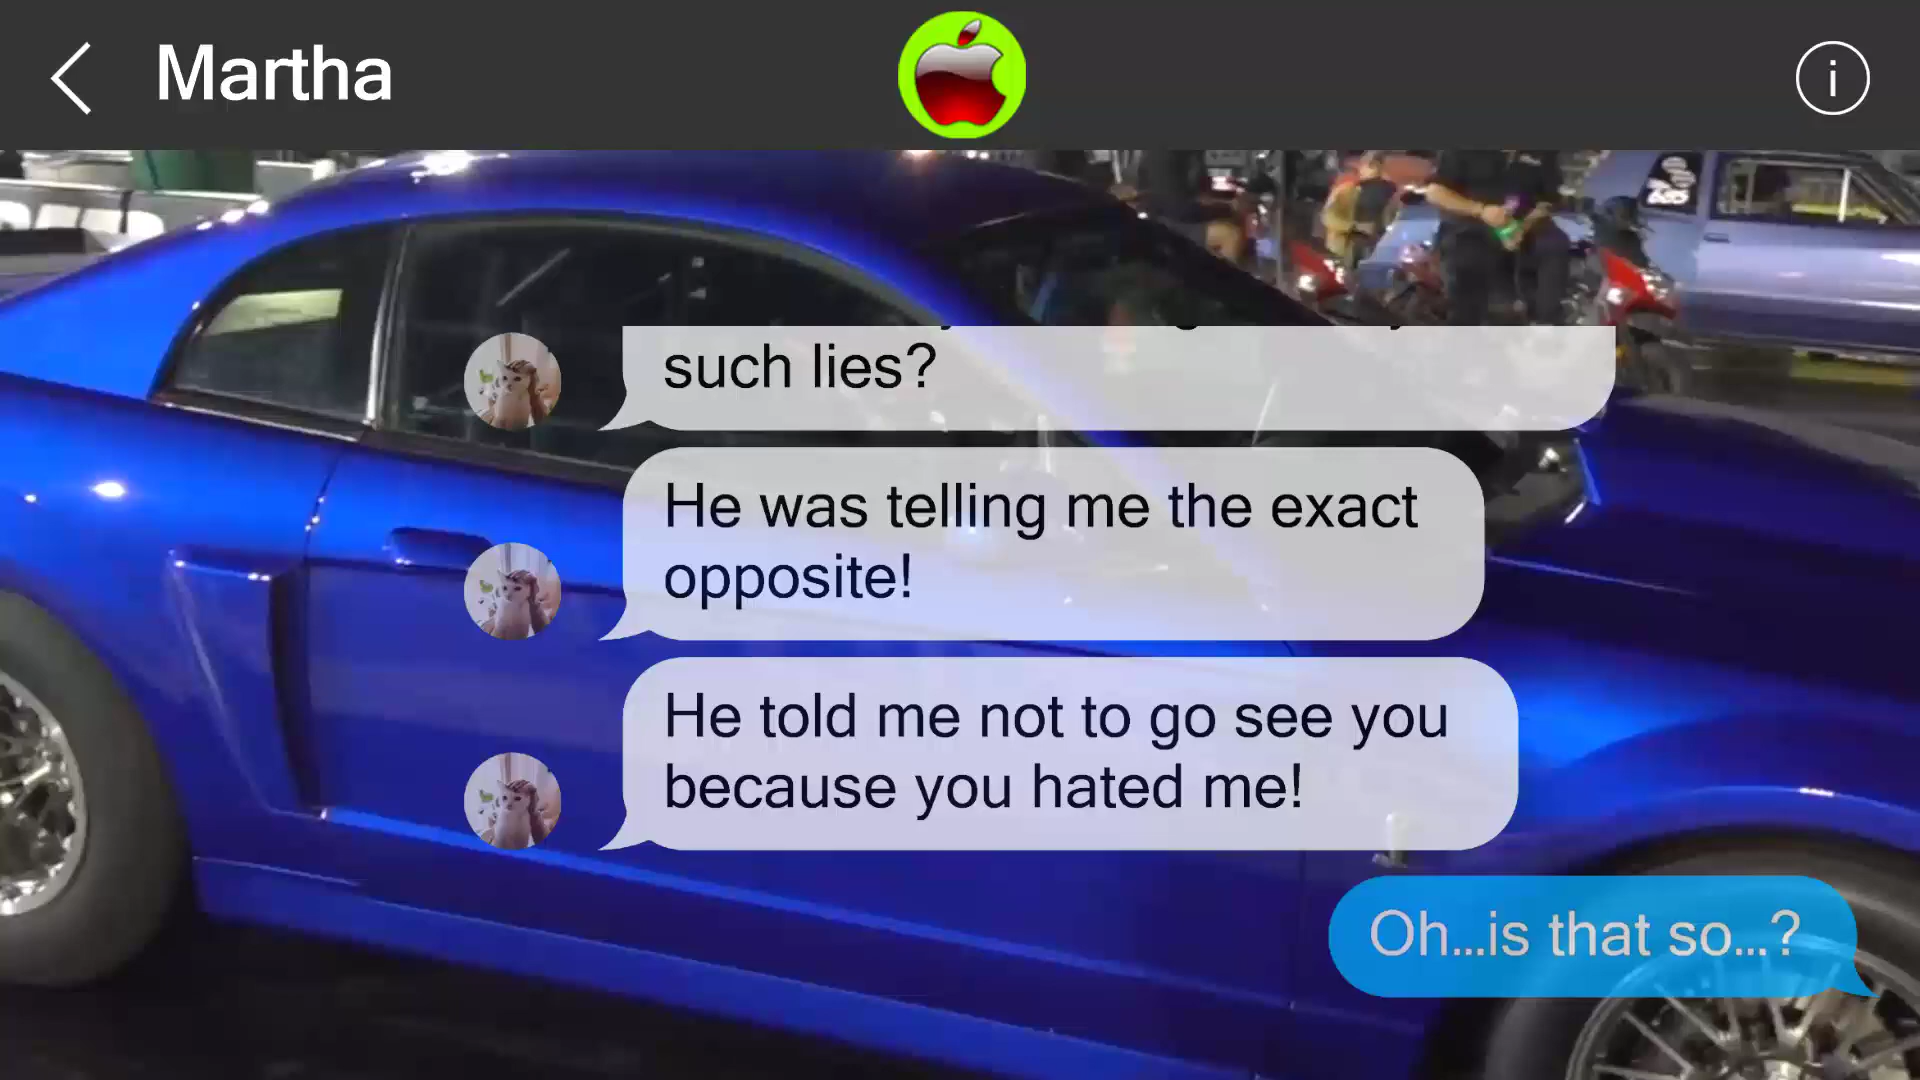 Martha
i
such lies?
He was telling me the exact
opposite!
He told me not to go see you
because you hated me!
Oh...is that so...?